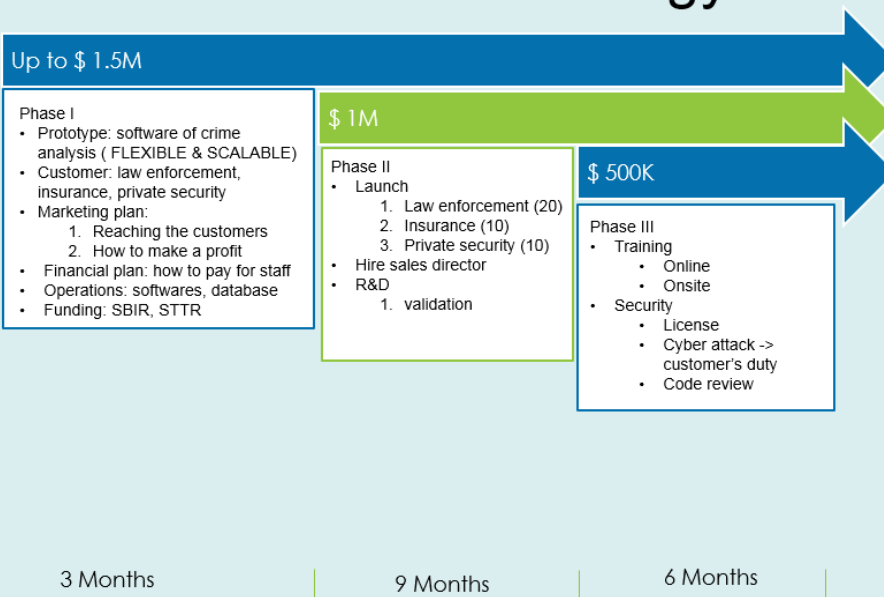 Up to $ 1.5M
Phase I
• Prototype: software of crime
analysis ( FLEXIBLE & SCALABLE)
• Customer: law enforcement,
insurance, private security
• Marketing plan:
1. Reaching the customers
2. How to make a profit
• Financial plan: how to pay for staff
• Operations: softwares, database
• Funding: SBIR, STTR
$ 1M
Phase II
• Launch
1. Law enforcement (20)
2. Insurance (10)
3. Private security (10)
• Hire sales director
• R&D
1. validation
$ 500K
Phase III
• Training
• Online
• Onsite
• Security
• License
• Cyber attack ->
customer's duty
• Code review
3 Months
9 Months
6 Months